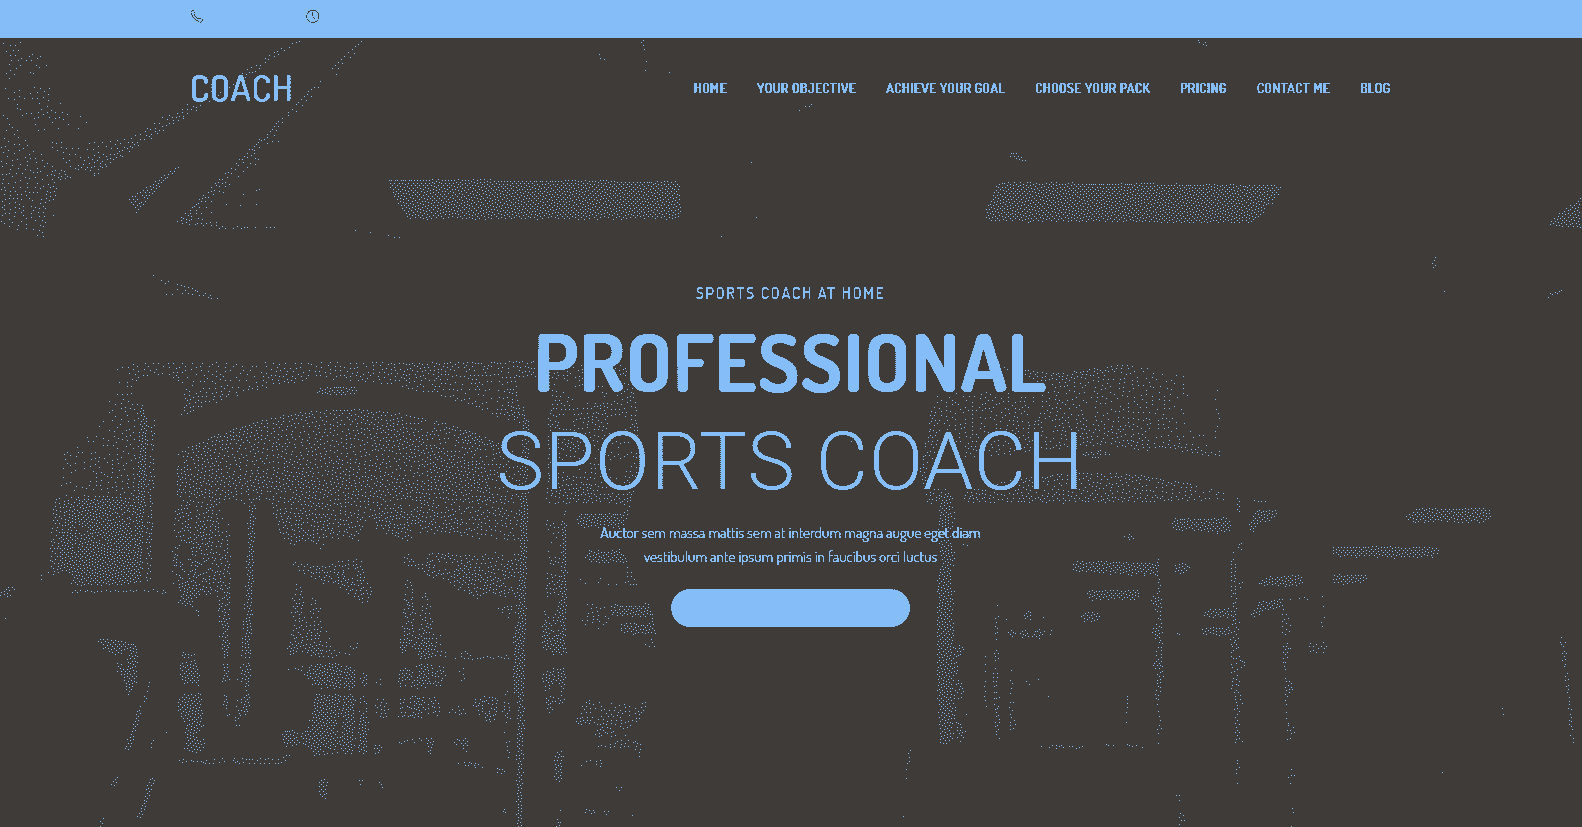 COACH
HOME YOUR OBJECTIVE ACHIEVE YOUR GOAL CHOOSE YOUR PACK PRICING CONTACT ME BLOG
SPORTS COACH AT HOME
PROFESSIONAL
SPORTS COACH
Auctor sem massa mattis sem at interdum magna augue eget diam
vestibulum ante ipsum primis in faucibus orci luctus